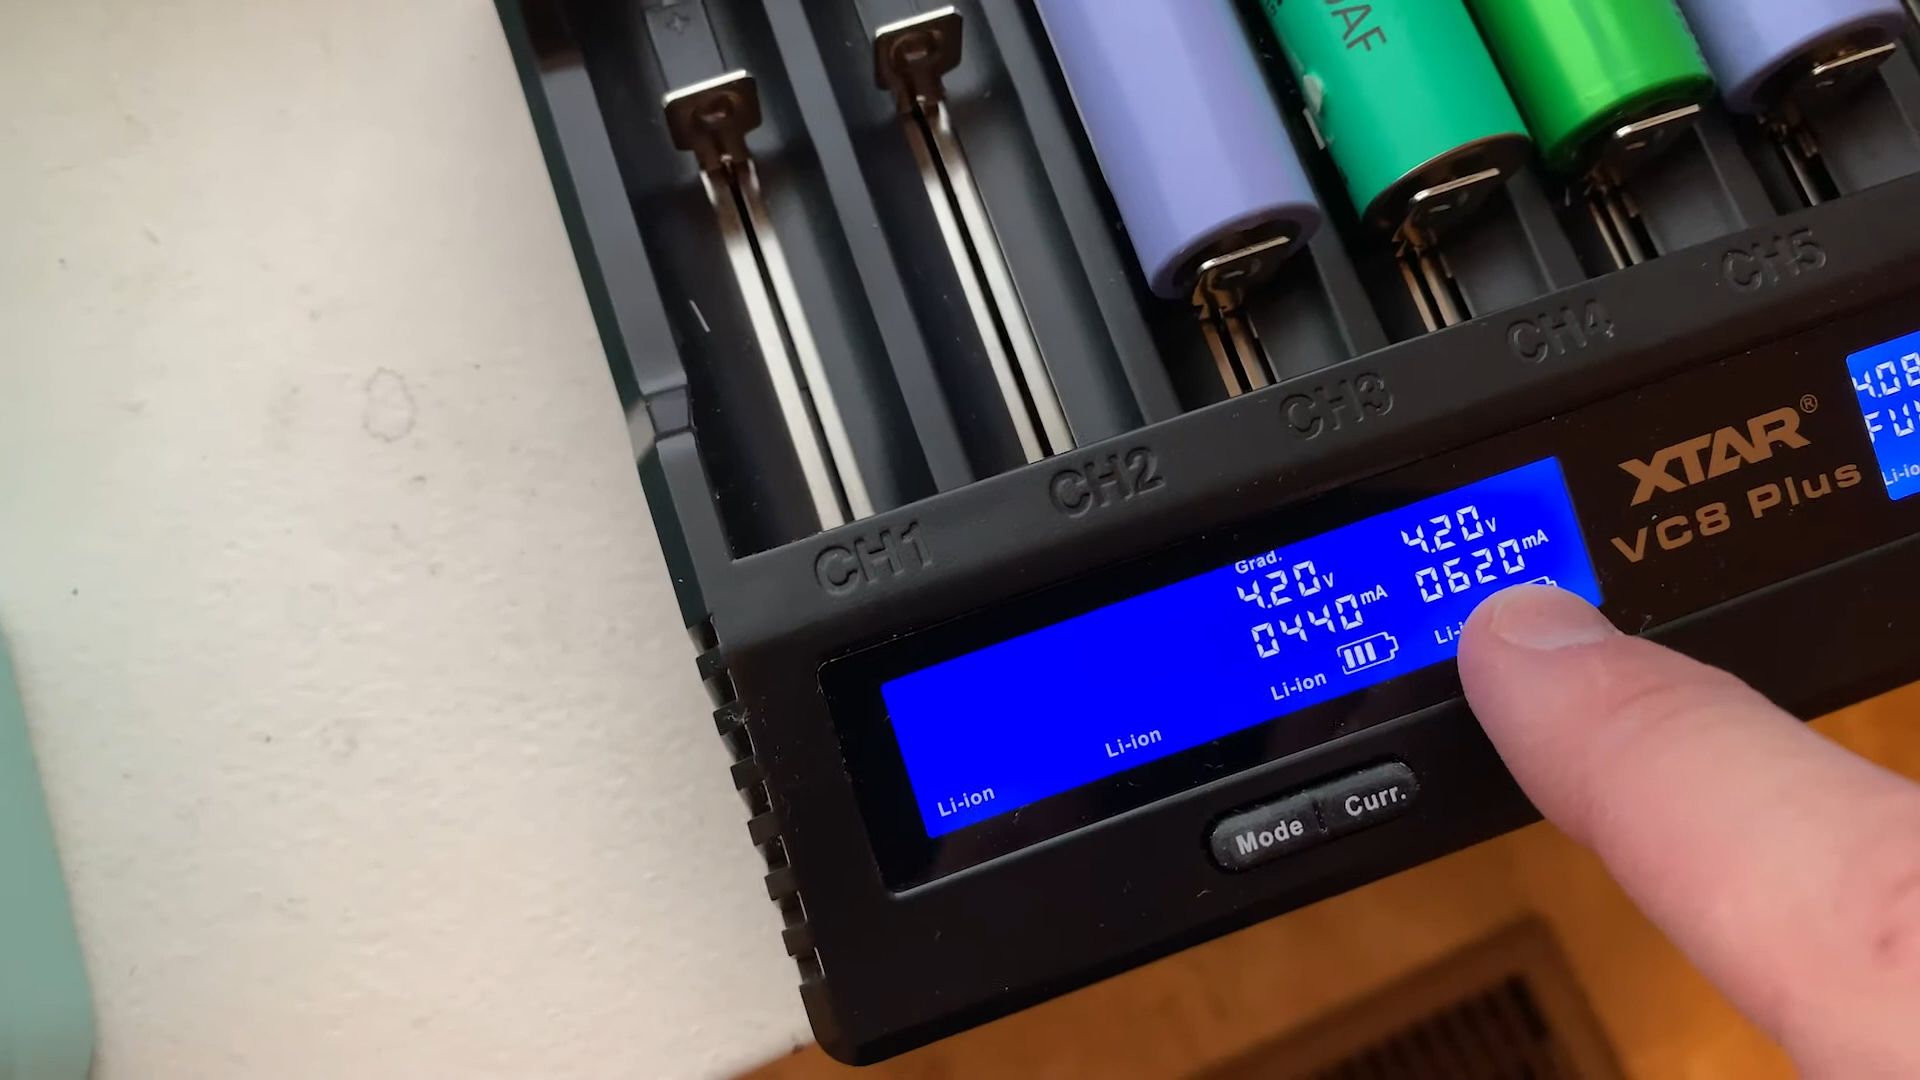 CH1
CH2
CH3
CH4
CH5
XTAR®
VC8 Plus
Grad.
4.20V
0440mA
Li-ion
4.20V
0620mA
Li-ion
Li-ion
Mode
Curr.